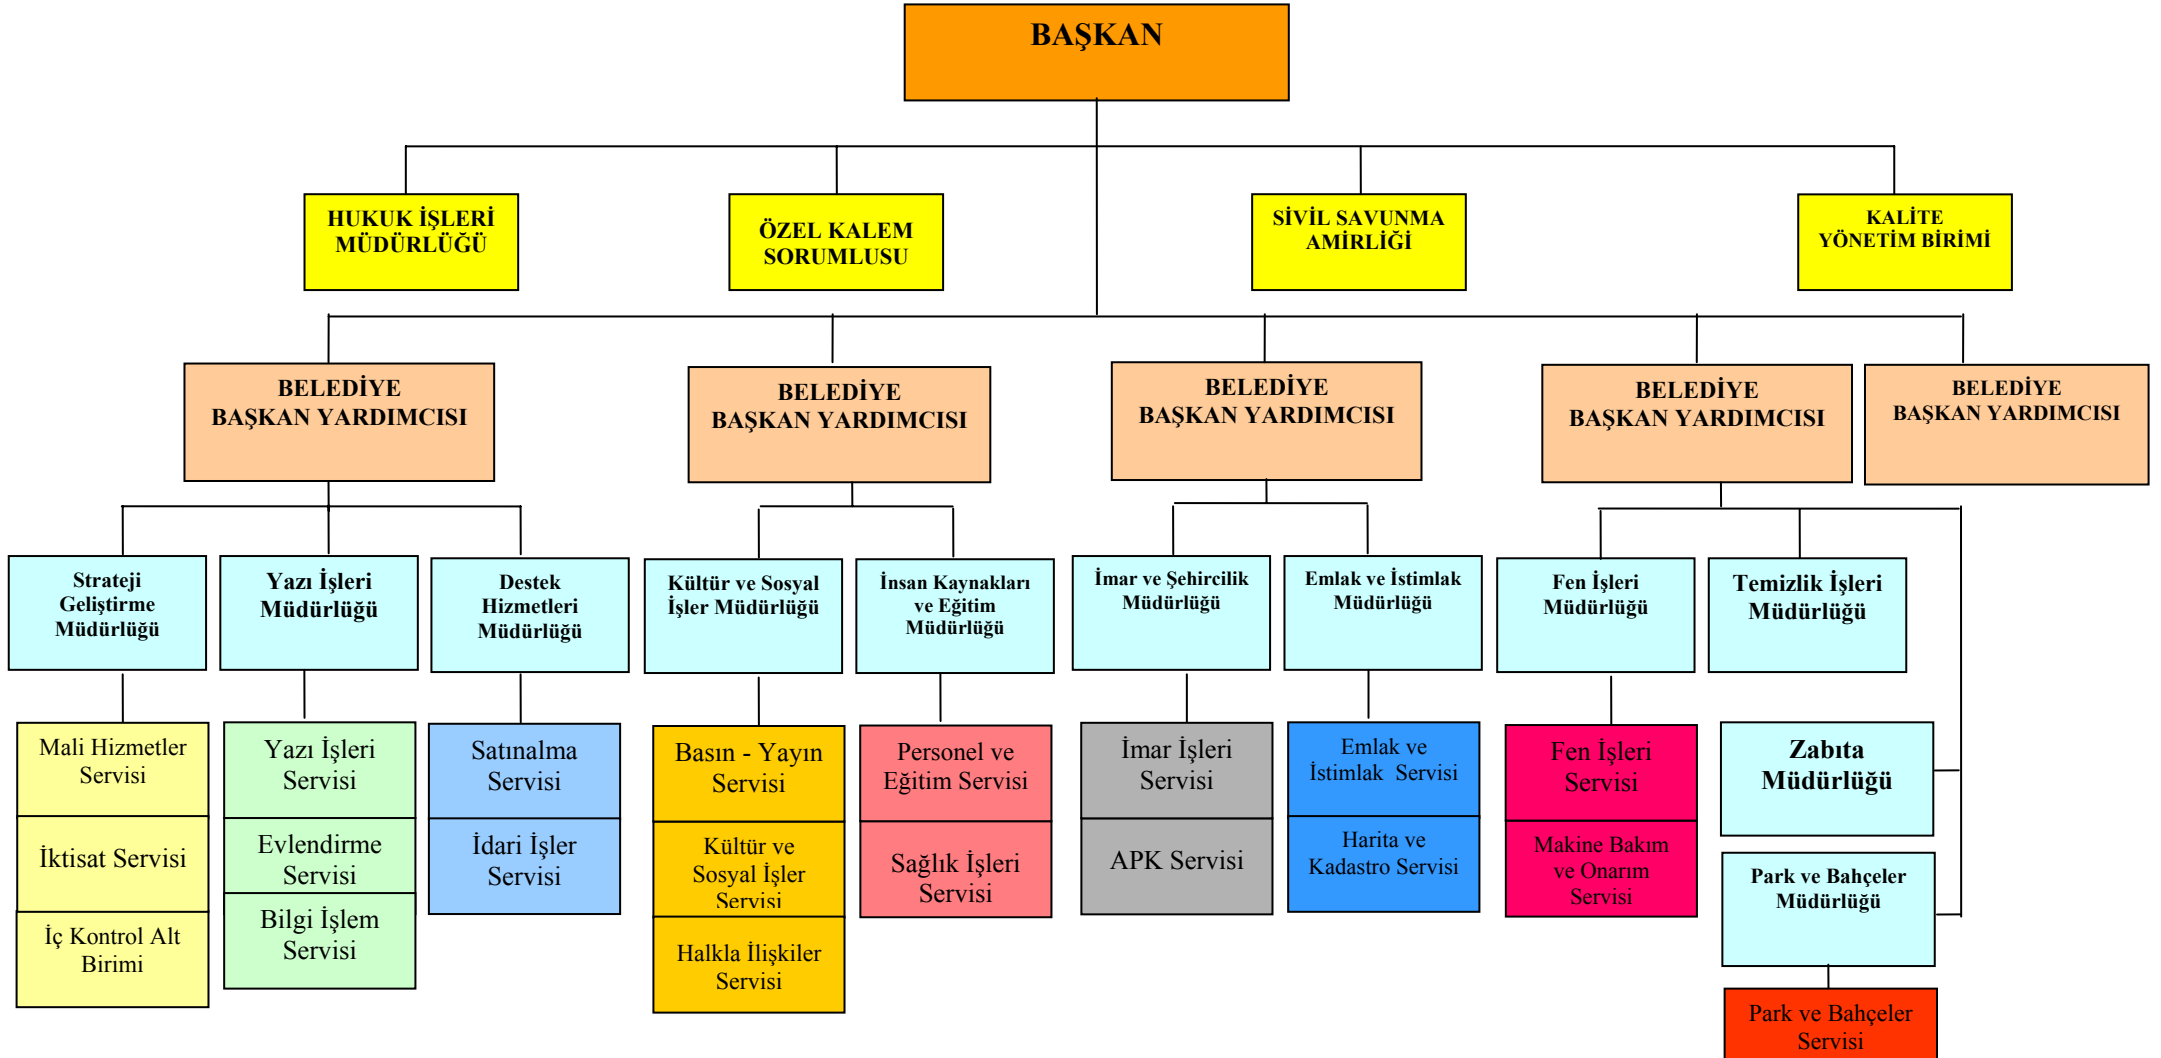 BAŞKAN
HUKUK İŞLERİ
MÜDÜRLÜĞÜ
ÖZEL KALEM
SORUMLUSU
SİVİL SAVUNMA
AMİRLİĞİ
KALİTE
YÖNETİM BİRİMİ
BELEDİYE
BAŞKAN YARDIMCISI
BELEDİYE
BAŞKAN YARDIMCISI
BELEDİYE
BAŞKAN YARDIMCISI
BELEDİYE
BAŞKAN YARDIMCISI
BELEDİYE
BAŞKAN YARDIMCISI
Strateji
Geliştirme
Müdürlüğü
Yazı İşleri
Müdürlüğü
Destek
Hizmetleri
Müdürlüğü
Kültür ve Sosyal
İşler Müdürlüğü
İnsan Kaynakları
ve Eğitim
Müdürlüğü
İmar ve Şehircilik
Müdürlüğü
Emlak ve İstimlak
Müdürlüğü
Fen İşleri
Müdürlüğü
Temizlik İşleri
Müdürlüğü
Mali Hizmetler
Servisi
İktisat Servisi
İç Kontrol Alt
Birimi
Yazı İşleri
Servisi
Evlendirme
Servisi
Bilgi İşlem
Servisi
Satınalma
Servisi
İdari İşler
Servisi
Basın - Yayın
Servisi
Kültür ve
Sosyal İşler
Servisi
Halkla İlişkiler
Servisi
Personel ve
Eğitim Servisi
Sağlık İşleri
Servisi
İmar İşleri
Servisi
APK Servisi
Emlak ve
İstimlak Servisi
Harita ve
Kadastro Servisi
Fen İşleri
Servisi
Makine Bakım
ve Onarım
Servisi
Zabıta
Müdürlüğü
Park ve Bahçeler
Müdürlüğü
Park ve Bahçeler
Servisi